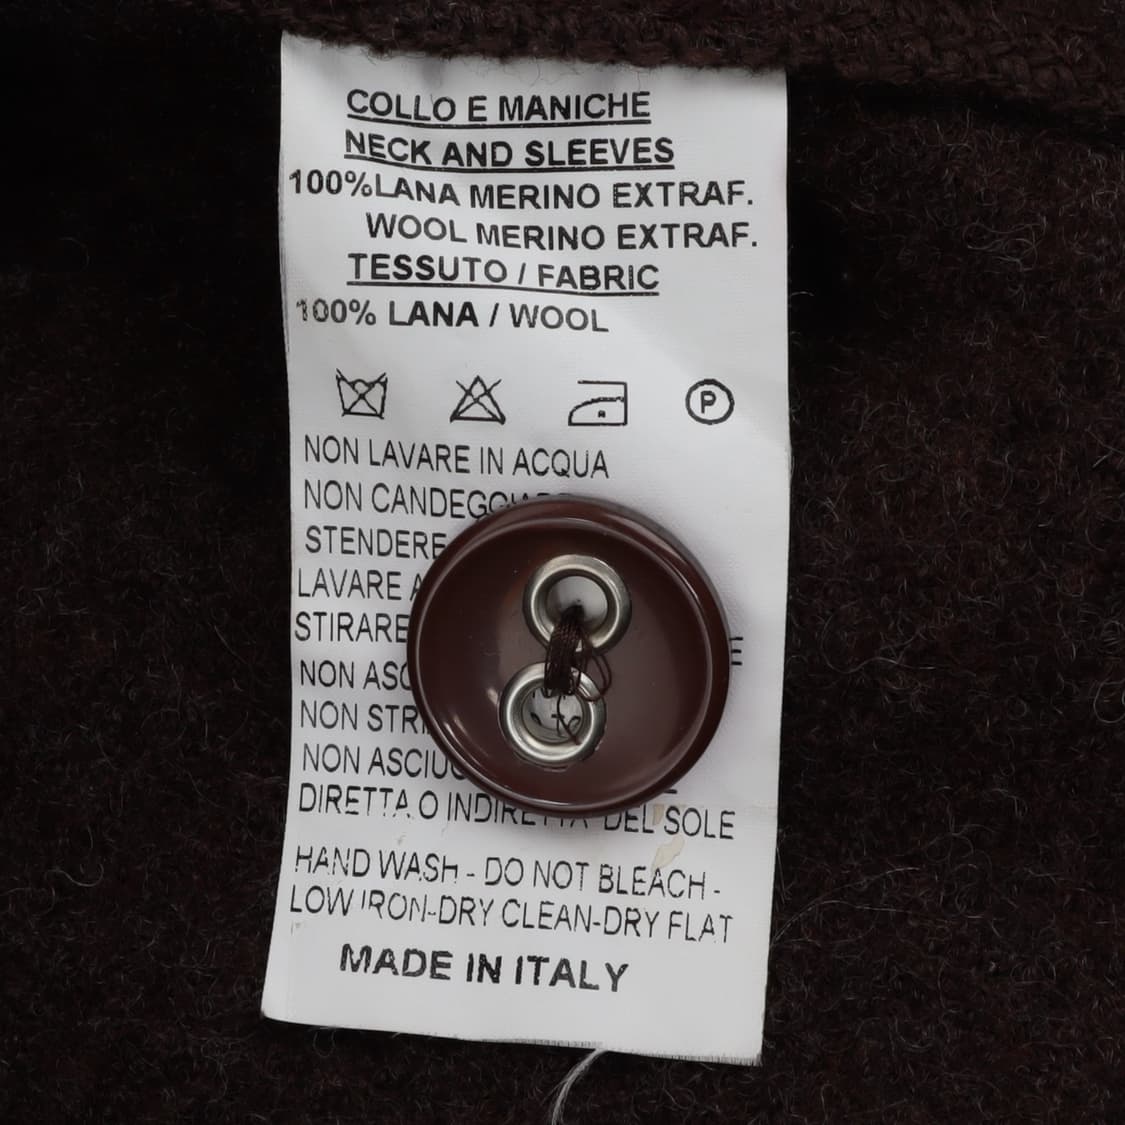 COLLO E MANICHE
NECK AND SLEEVES
100%LANA MERINO EXTRAF.
WOOL MERINO EXTRAF.
TESSUTO / FABRIC
100% LANA / WOOL
P
NON LAVARE IN ACQUA
NON
STENDERE
LAVARE
STIRARE
NON
NON
NON
DIRETTA O INDIRETTA DEL SOLE
HAND WASH - DO NOT BLEACH -
LOW IRON-DRY CLEAN-DRY FLAT
MADE IN ITALY